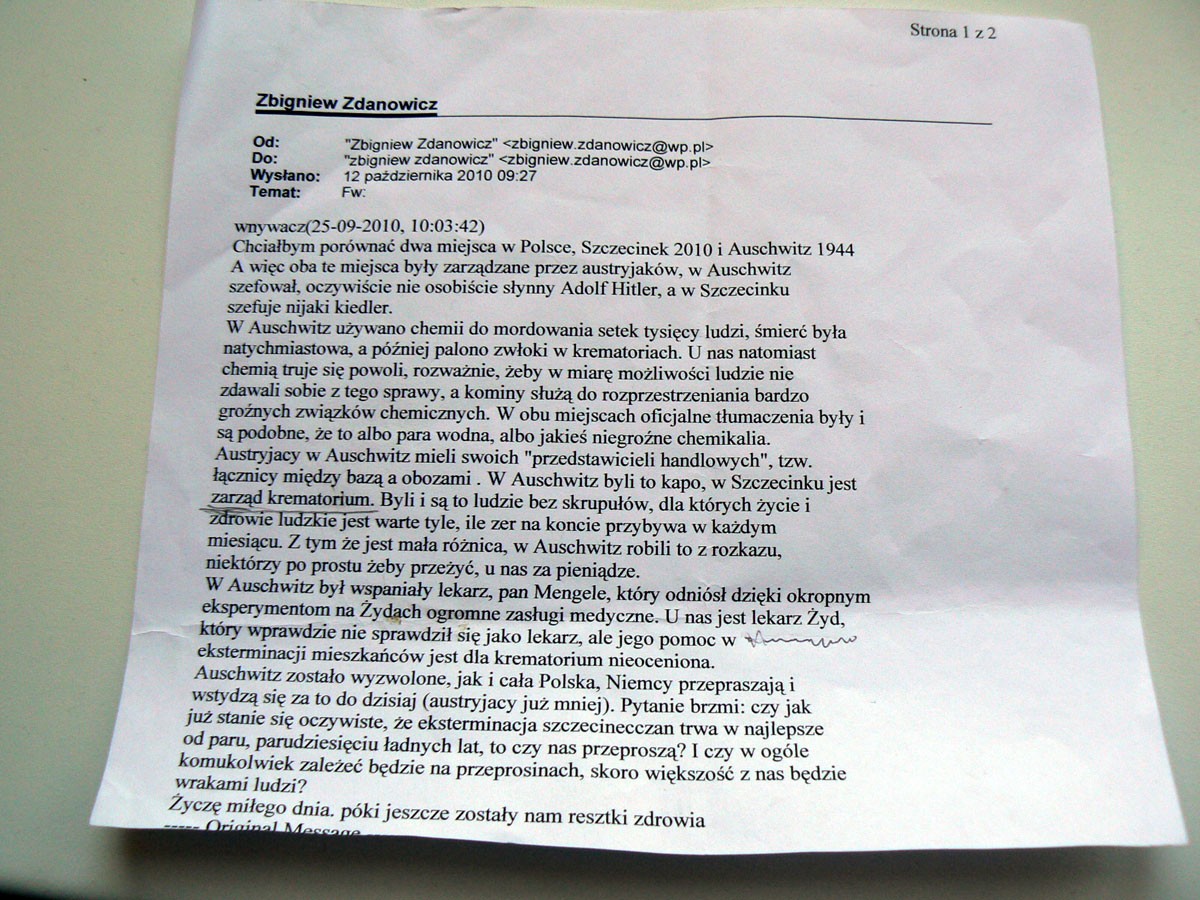 Strona 1 z 2
Zbigniew Zdanowicz
Od: "Zbigniew Zdanowicz" <zbigniew.zdanowicz@wp.pl>
Do: "zbigniew zdanowicz" <zbigniew.zdanowicz@wp.pl>
Wysłano: 12 października 2010 09:27
Temat: Fw:
wnywacz(25-09-2010, 10:03:42)
Chciałbym porównać dwa miejsca w Polsce, Szczecinek 2010 i Auschwitz 1944
A więc oba te miejsca były zarządzane przez austryjaków, w Auschwitz
szefował, oczywiście nie osobiście słynny Adolf Hitler, a w Szczecinku
szefuje nijaki kiedler.
W Auschwitz używano chemii do mordowania setek tysięcy ludzi, śmierć była
natychmiastowa, a później palono zwłoki w krematoriach. U nas natomiast
chemią truje się powoli, rozważnie, żeby w miarę możliwości ludzie nie
zdawali sobie z tego sprawy, a kominy służą do rozprzestrzeniania bardzo
groźnych związków chemicznych. W obu miejscach oficjalne tłumaczenia były i
są podobne, że to albo para wodna, albo jakieś niegroźne chemikalia.
Austryjacy w Auschwitz mieli swoich "przedstawicieli handlowych", tzw.
łącznicy między bazą a obozami . W Auschwitz byli to kapo, w Szczecinku jest
zarząd krematorium. Byli i są to ludzie bez skrupułów, dla których życie i
zdrowie ludzkie jest warte tyle, ile zer na koncie przybywa w każdym
miesiącu. Z tym że jest mała różnica, w Auschwitz robili to z rozkazu,
niektórzy po prostu żeby przeżyć, u nas za pieniądze.
W Auschwitz był wspaniały lekarz, pan Mengele, który odniósł dzięki okropnym
eksperymentom na Żydach ogromne zasługi medyczne. U nas jest lekarz Żyd,
który wprawdzie nie sprawdził się jako lekarz, ale jego pomoc w
eksterminacji mieszkańców jest dla krematorium nieoceniona.
Auschwitz zostało wyzwolone, jak i cała Polska, Niemcy przepraszają i
wstydzą się za to do dzisiaj (austryjacy już mniej). Pytanie brzmi: czy jak
już stanie się oczywiste, że eksterminacja szczecinecczan trwa w najlepsze
od paru, parudziesięciu ładnych lat, to czy nas przeproszą? I czy w ogóle
komukolwiek zależeć będzie na przeprosinach, skoro większość z nas będzie
wrakami ludzi?
Życzę miłego dnia. póki jeszcze zostały nam resztki zdrowia
----- Original Message -----